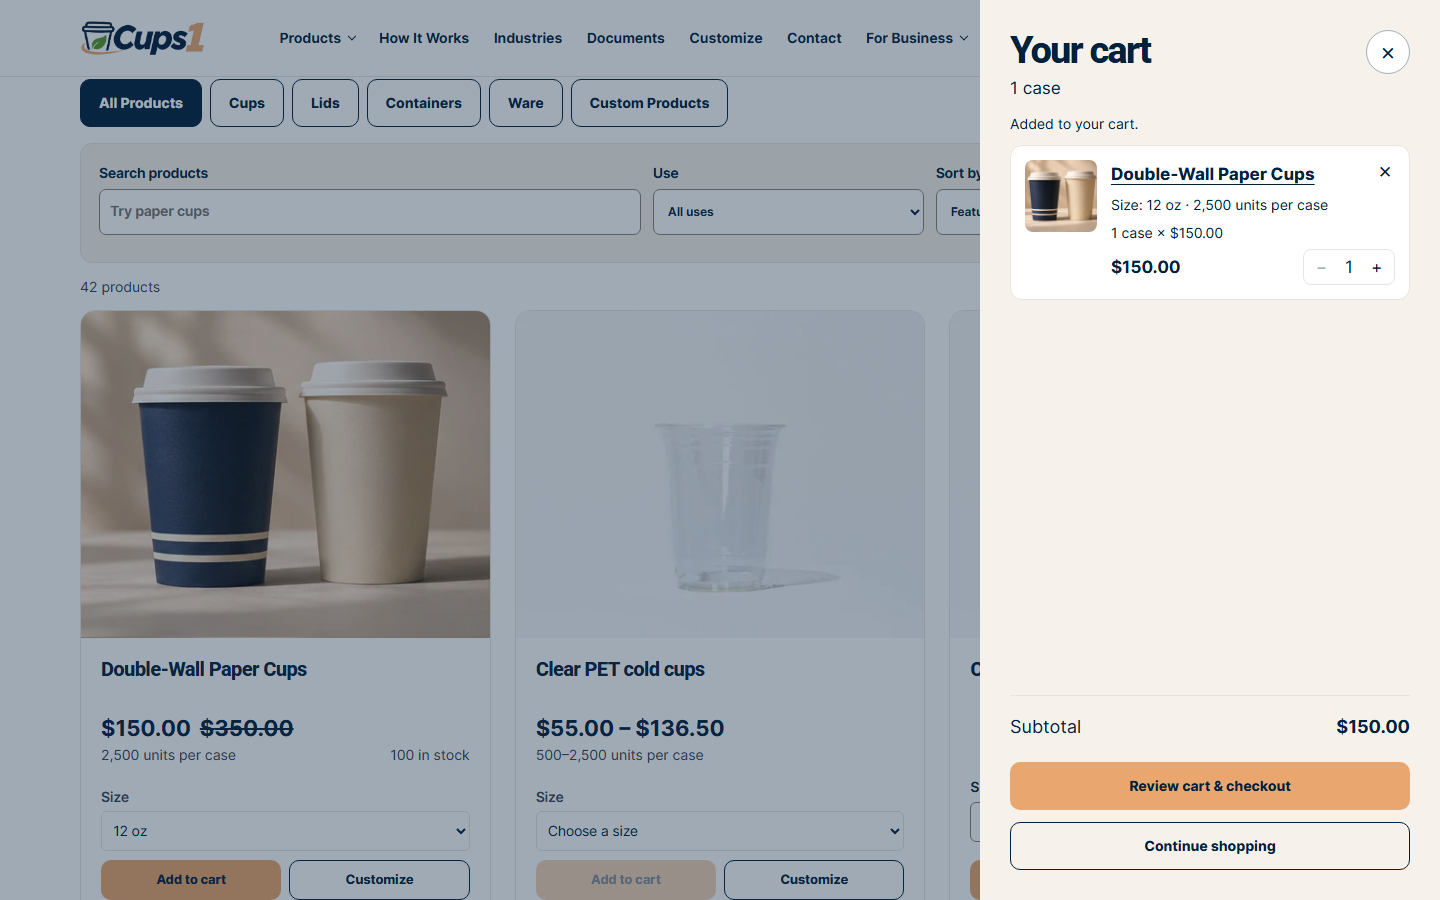 Cups1
Products
How It Works
Industries
Documents
Customize
Contact
For Business
All Products
Cups
Lids
Containers
Ware
Custom Products
Search products
Use
Sort by
Try paper cups
All uses
42 products
Double-Wall Paper Cups
$150.00 $350.00
2,500 units per case
100 in stock
Size
12 oz
Add to cart
Customize
Clear PET cold cups
$55.00 – $136.50
500–2,500 units per case
Size
Choose a size
Add to cart
Customize
Your cart
×
1 case
Added to your cart.
Double-Wall Paper Cups
×
Size: 12 oz · 2,500 units per case
1 case × $150.00
$150.00
− 1 +
Subtotal
$150.00
Review cart & checkout
Continue shopping